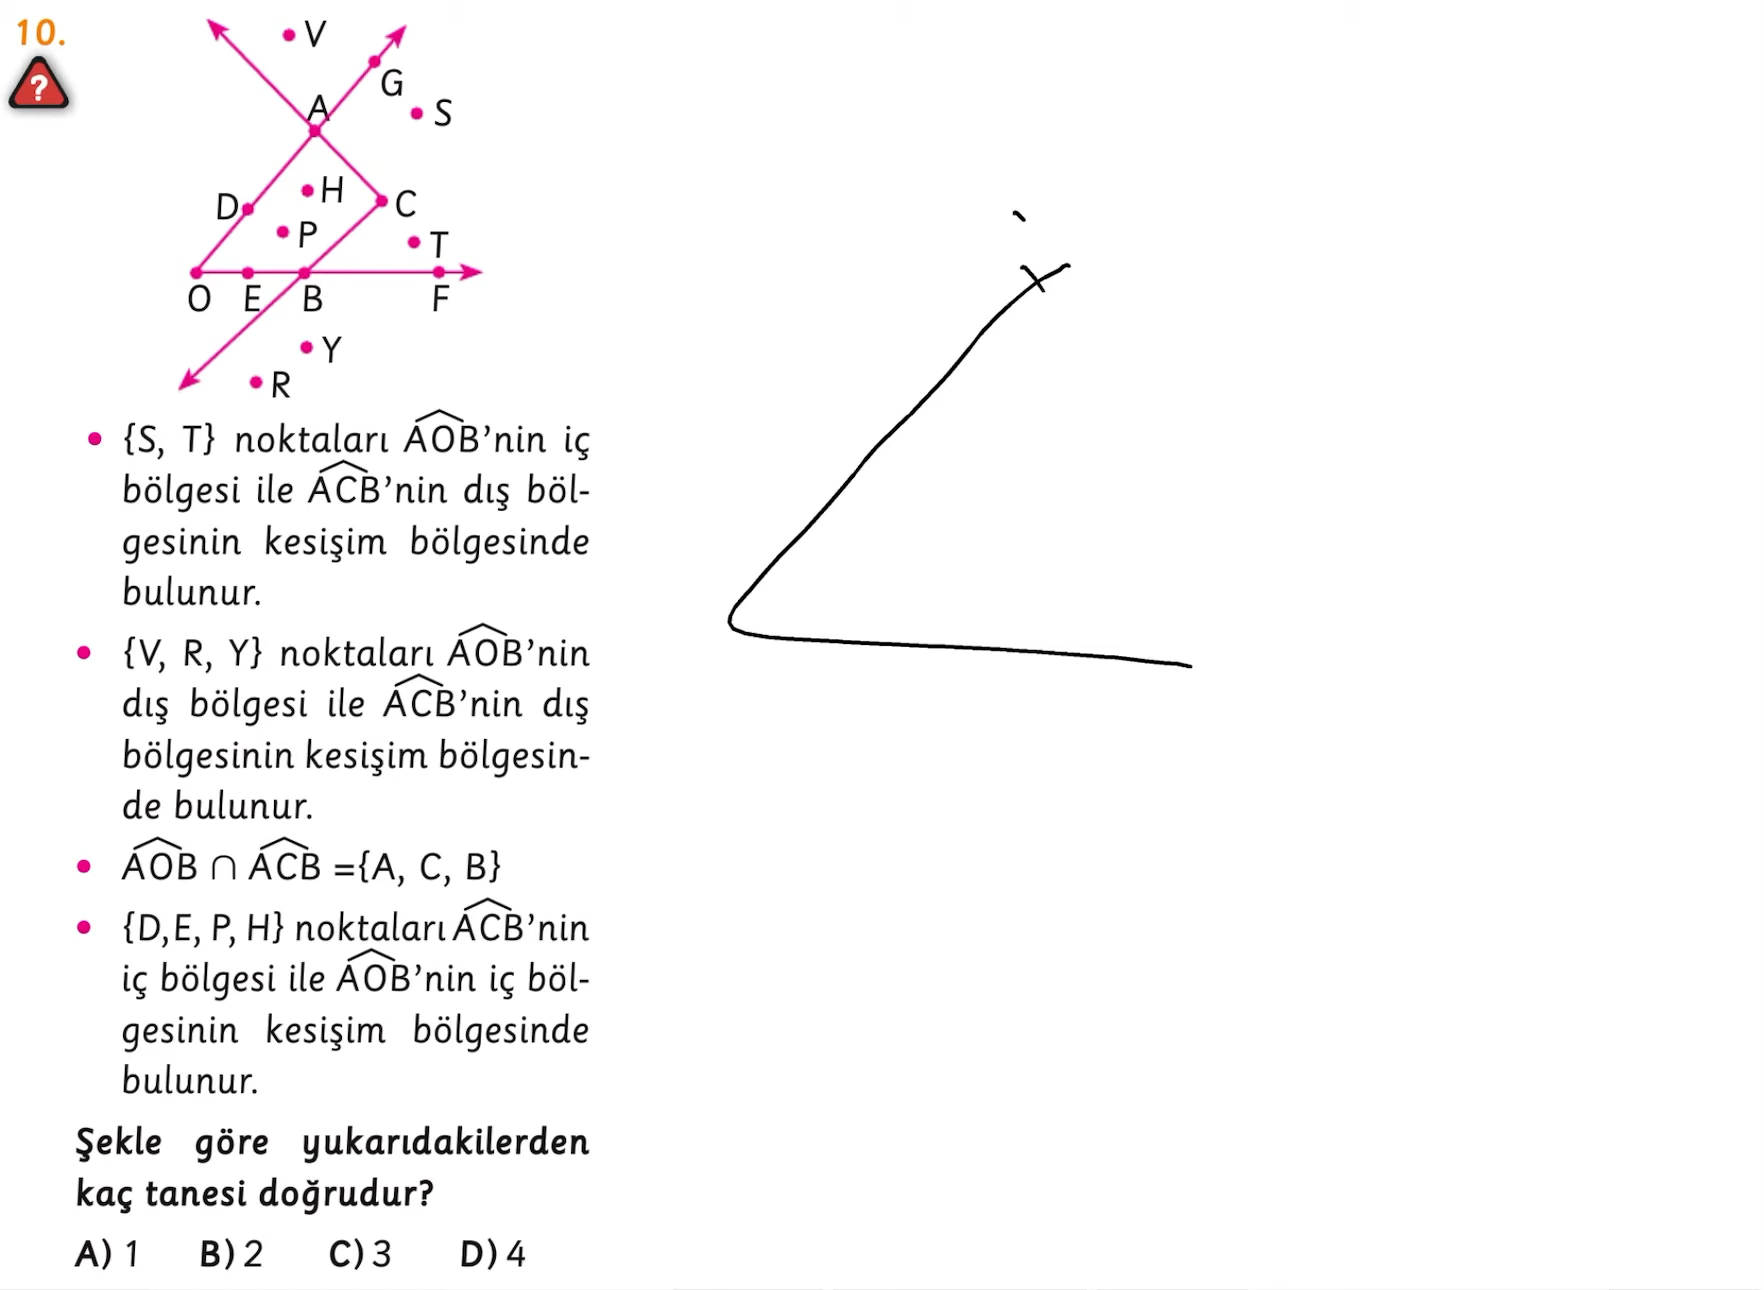 10.
?
V
G
S
A
H
D
C
P
T
O E B F
Y
R
• {S, T} noktaları AOB'nin iç
bölgesi ile ACB'nin dış böl-
gesinin kesişim bölgesinde
bulunur.
• {V, R, Y} noktaları AOB'nin
dış bölgesi ile ACB'nin dış
bölgesinin kesişim bölgesin-
de bulunur.
• AOB ∩ ACB ={A, C, B}
• {D,E, P, H} noktaları ACB'nin
iç bölgesi ile AOB'nin iç böl-
gesinin kesişim bölgesinde
bulunur.
Şekle göre yukarıdakilerden
kaç tanesi doğrudur?
A) 1 B) 2 C) 3 D) 4